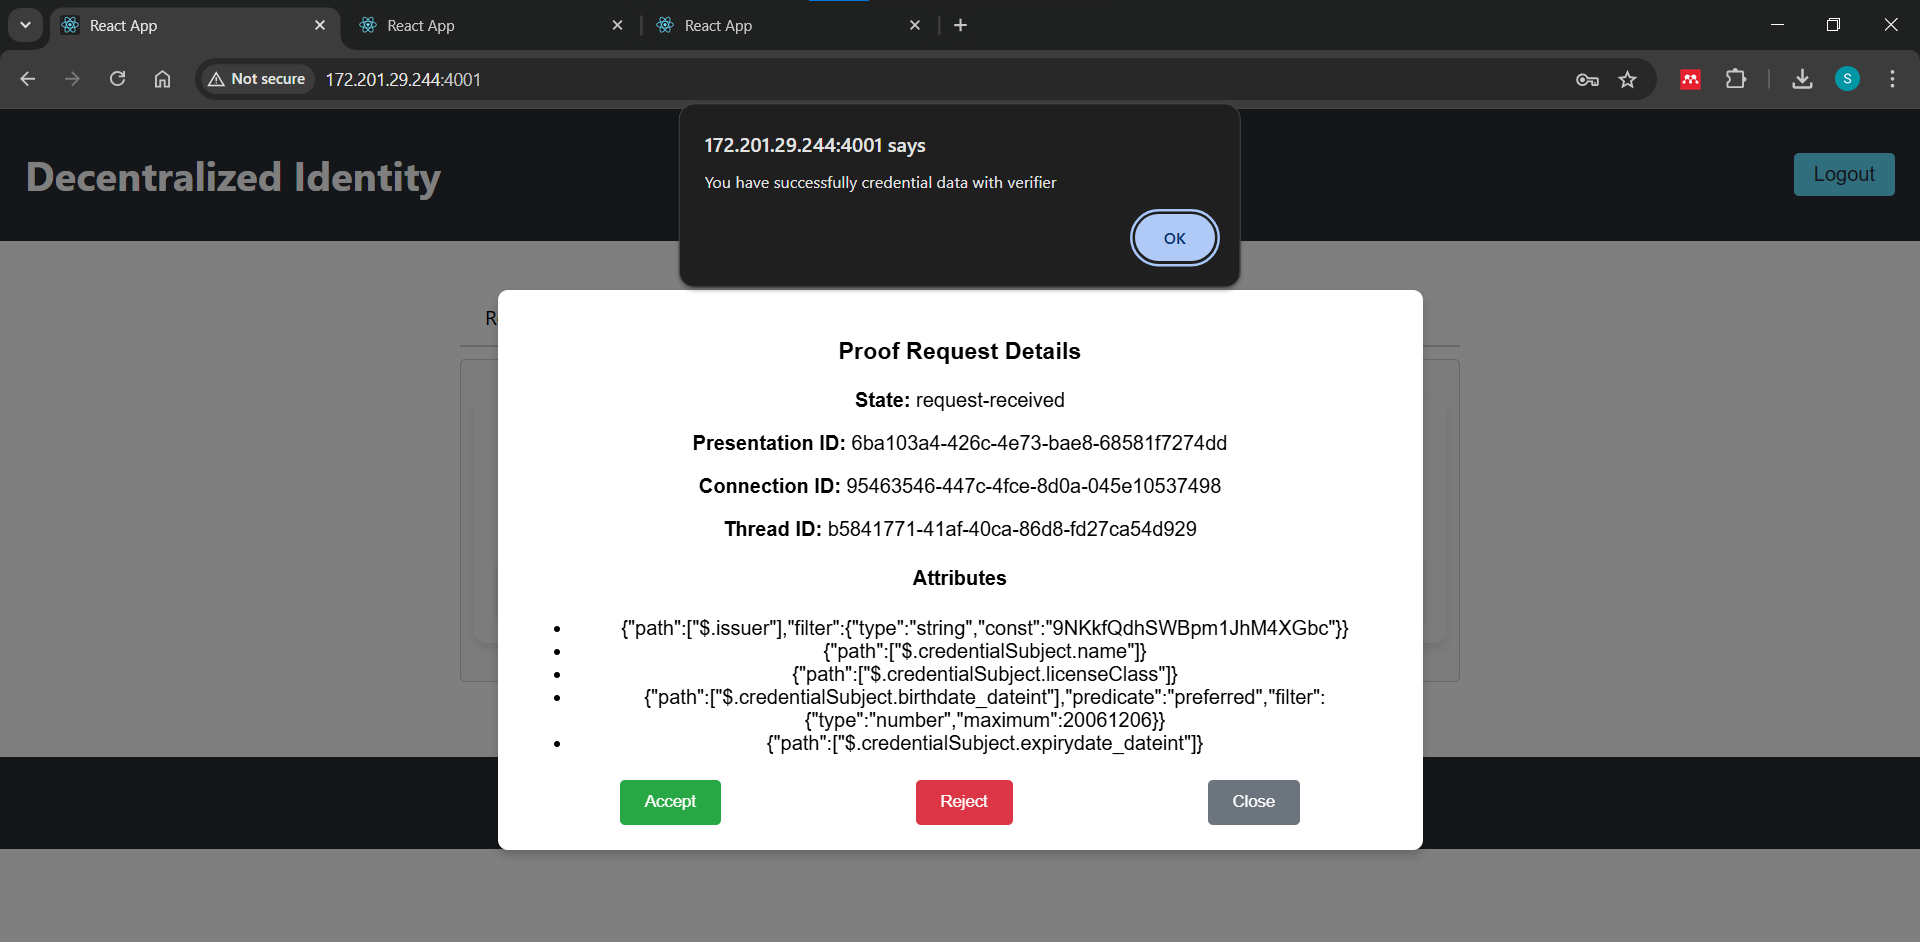 React App
React App
React App
Not secure
172.201.29.244:4001
S
172.201.29.244:4001 says
You have successfully credential data with verifier
OK
Decentralized Identity
Logout
Proof Request Details
State: request-received
Presentation ID: 6ba103a4-426c-4e73-bae8-68581f7274dd
Connection ID: 95463546-447c-4fce-8d0a-045e10537498
Thread ID: b5841771-41af-40ca-86d8-fd27ca54d929
Attributes
• {"path":["$.issuer"],"filter":{"type":"string","const":"9NKkfQdhSWBpm1JhM4XGbc"}}
• {"path":["$.credentialSubject.name"]}
• {"path":["$.credentialSubject.licenseClass"]}
• {"path":["$.credentialSubject.birthdate_dateint"],"predicate":"preferred","filter":
{"type":"number","maximum":20061206}}
• {"path":["$.credentialSubject.expirydate_dateint"]}
Accept
Reject
Close